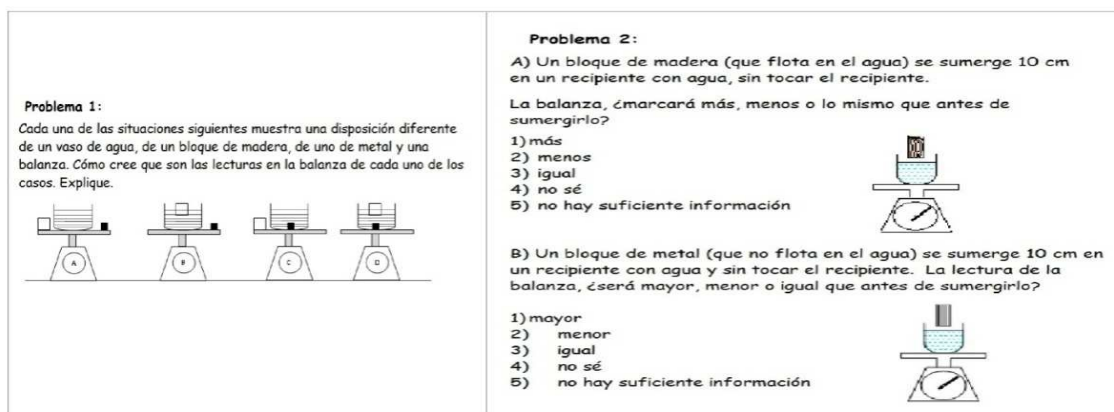 Problema 1:
Cada una de las situaciones siguientes muestra una disposición diferente
de un vaso de agua, de un bloque de madera, de uno de metal y una
balanza. Cómo cree que son las lecturas en la balanza de cada uno de los
casos. Explique.
A B C D
Problema 2:
A) Un bloque de madera (que flota en el agua) se sumerge 10 cm
en un recipiente con agua, sin tocar el recipiente.
La balanza, ¿marcará más, menos o lo mismo que antes de
sumergirlo?
1) más
2) menos
3) igual
4) no sé
5) no hay suficiente información
B) Un bloque de metal (que no flota en el agua) se sumerge 10 cm en
un recipiente con agua y sin tocar el recipiente. La lectura de la
balanza, ¿será mayor, menor o igual que antes de sumergirlo?
1) mayor
2) menor
3) igual
4) no sé
5) no hay suficiente información